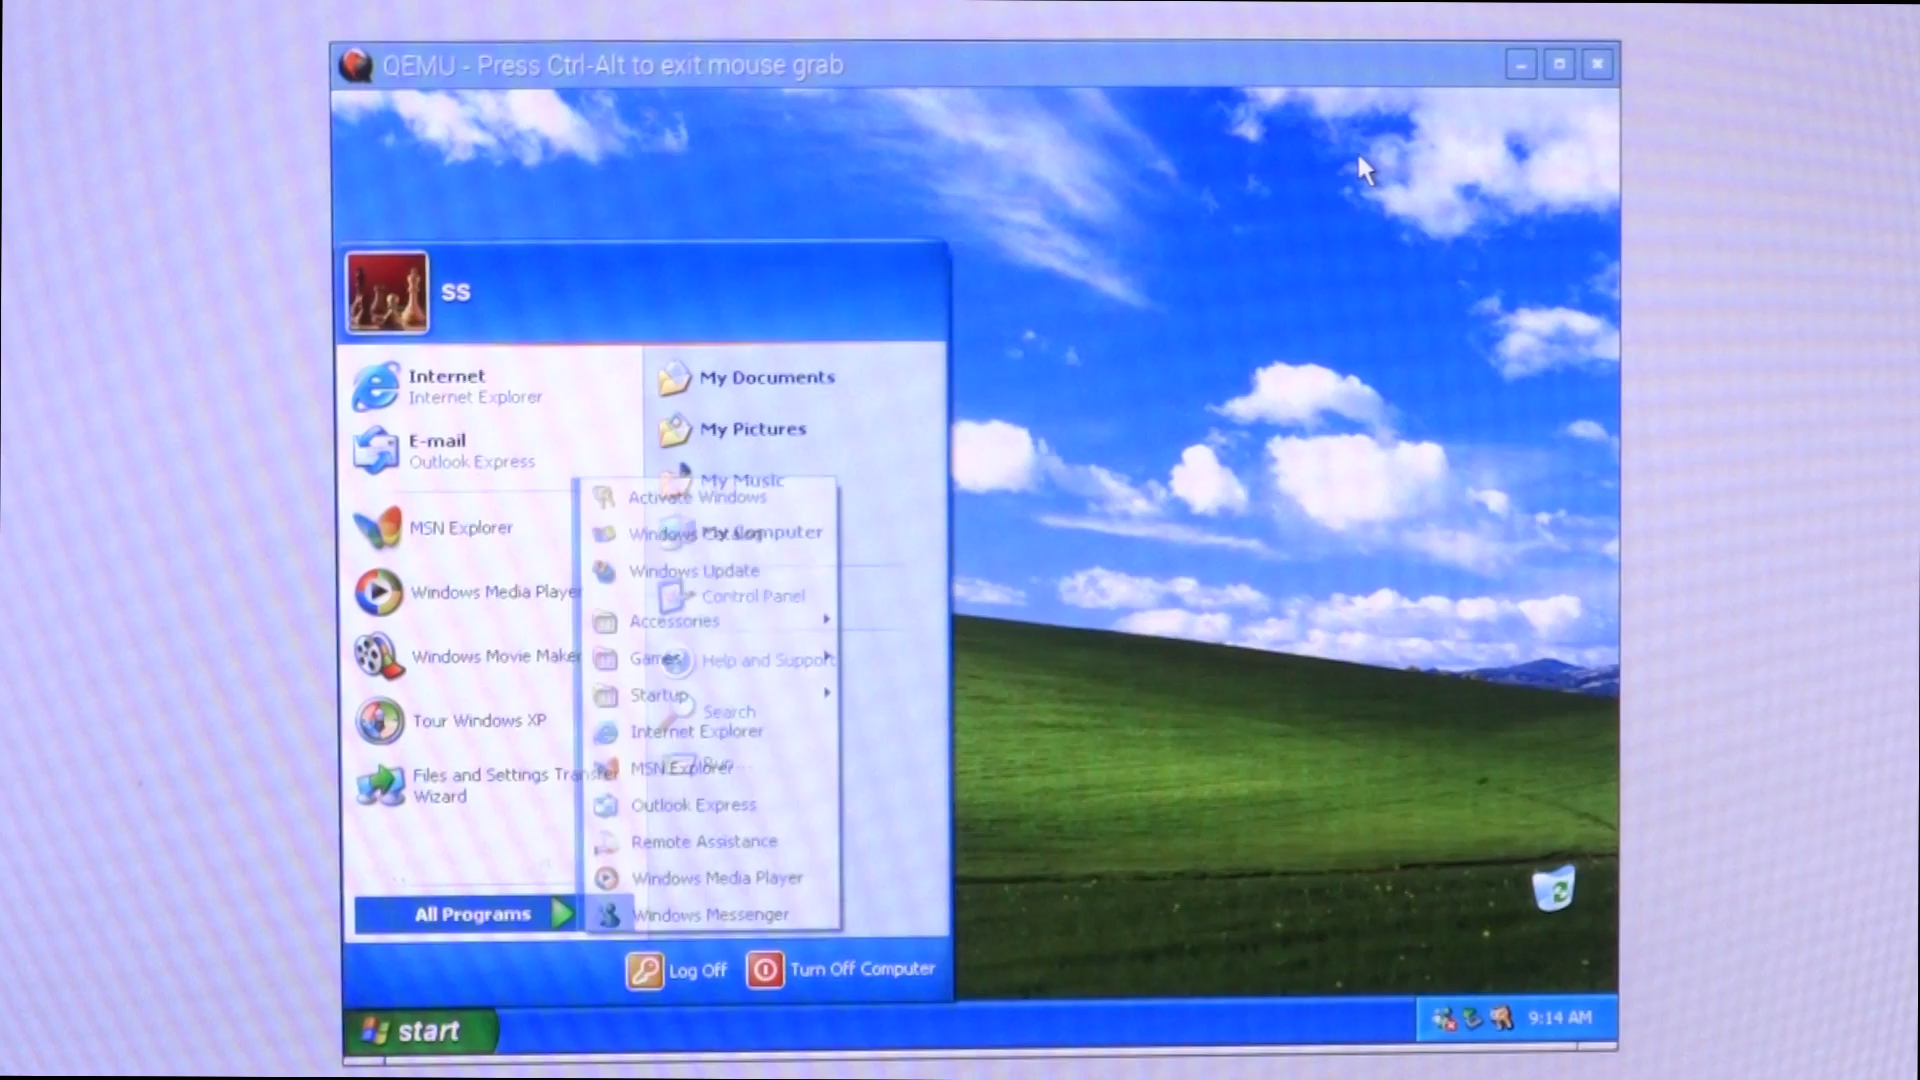 QEMU - Press Ctrl-Alt to exit mouse grab
ss
Internet
Internet Explorer
E-mail
Outlook Express
MSN Explorer
Windows Media Player
Windows Movie Maker
Tour Windows XP
Files and Settings Transfer
Wizard
All Programs
My Documents
My Pictures
My Music
My Computer
Control Panel
Help and Support
Search
Activate Windows
Windows Catalog
Windows Update
Accessories
Games
Startup
Internet Explorer
MSN Explorer
Outlook Express
Remote Assistance
Windows Media Player
Windows Messenger
Log Off
Turn Off Computer
start
9:14 AM